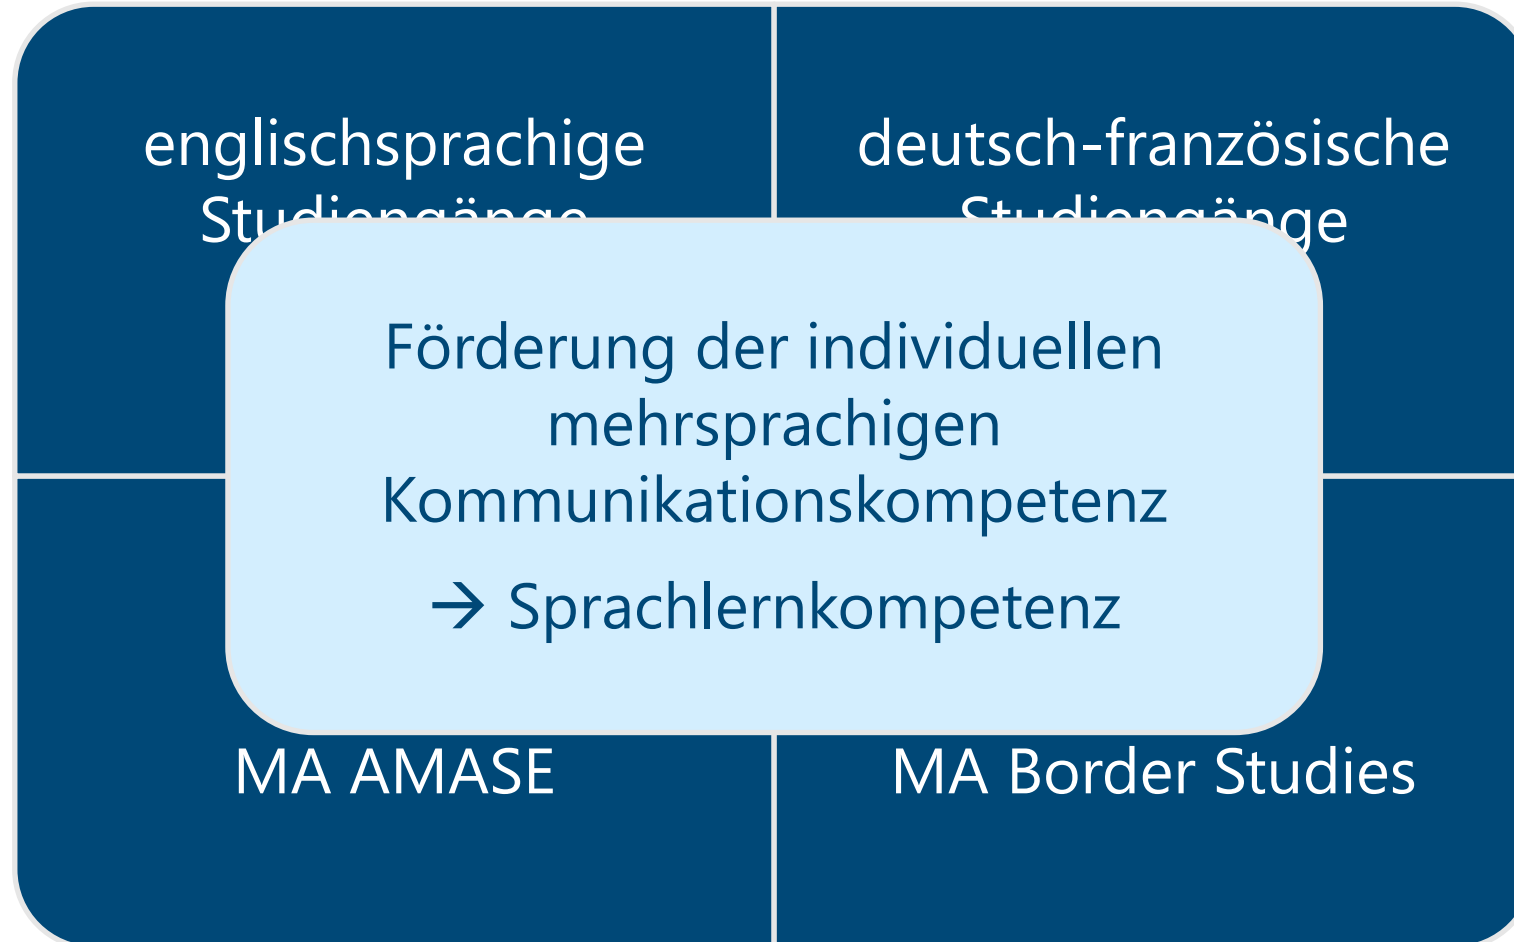 englischsprachige
Studiengänge
deutsch-französische
Studiengänge
Förderung der individuellen
mehrsprachigen
Kommunikationskompetenz
→ Sprachlernkompetenz
MA AMASE
MA Border Studies